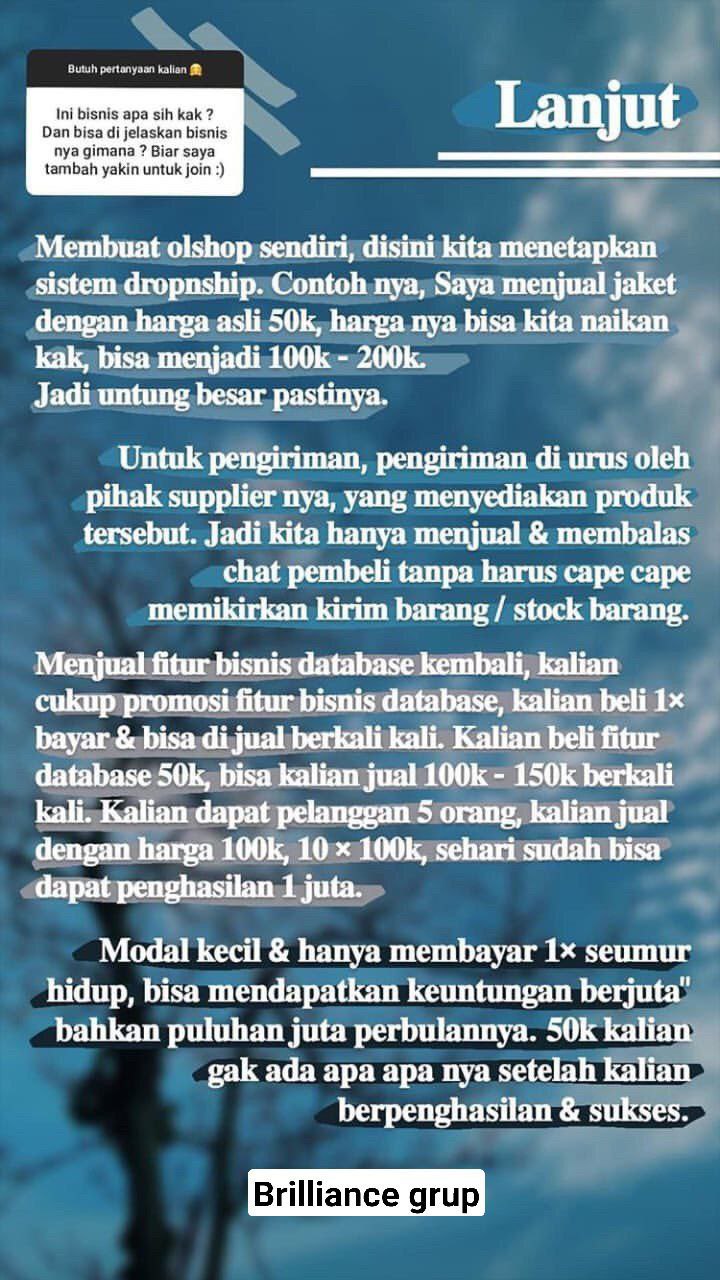 Butuh pertanyaan kalian 🤗
Ini bisnis apa sih kak ?
Dan bisa di jelaskan bisnis
nya gimana ? Biar saya
tambah yakin untuk join :)
Lanjut
Membuat olshop sendiri, disini kita menetapkan
sistem dropnship. Contoh nya, Saya menjual jaket
dengan harga asli 50k, harga nya bisa kita naikan
kak, bisa menjadi 100k - 200k.
Jadi untung besar pastinya.
Untuk pengiriman, pengiriman di urus oleh
pihak supplier nya, yang menyediakan produk
tersebut. Jadi kita hanya menjual & membalas
chat pembeli tanpa harus cape cape
memikirkan kirim barang / stock barang.
Menjual fitur bisnis database kembali, kalian
cukup promosi fitur bisnis database, kalian beli 1×
bayar & bisa di jual berkali kali. Kalian beli fitur
database 50k, bisa kalian jual 100k - 150k berkali
kali. Kalian dapat pelanggan 5 orang, kalian jual
dengan harga 100k, 10 × 100k, sehari sudah bisa
dapat penghasilan 1 juta.
Modal kecil & hanya membayar 1× seumur
hidup, bisa mendapatkan keuntungan berjuta"
bahkan puluhan juta perbulannya. 50k kalian
gak ada apa apa nya setelah kalian
berpenghasilan & sukses.
Brilliance grup